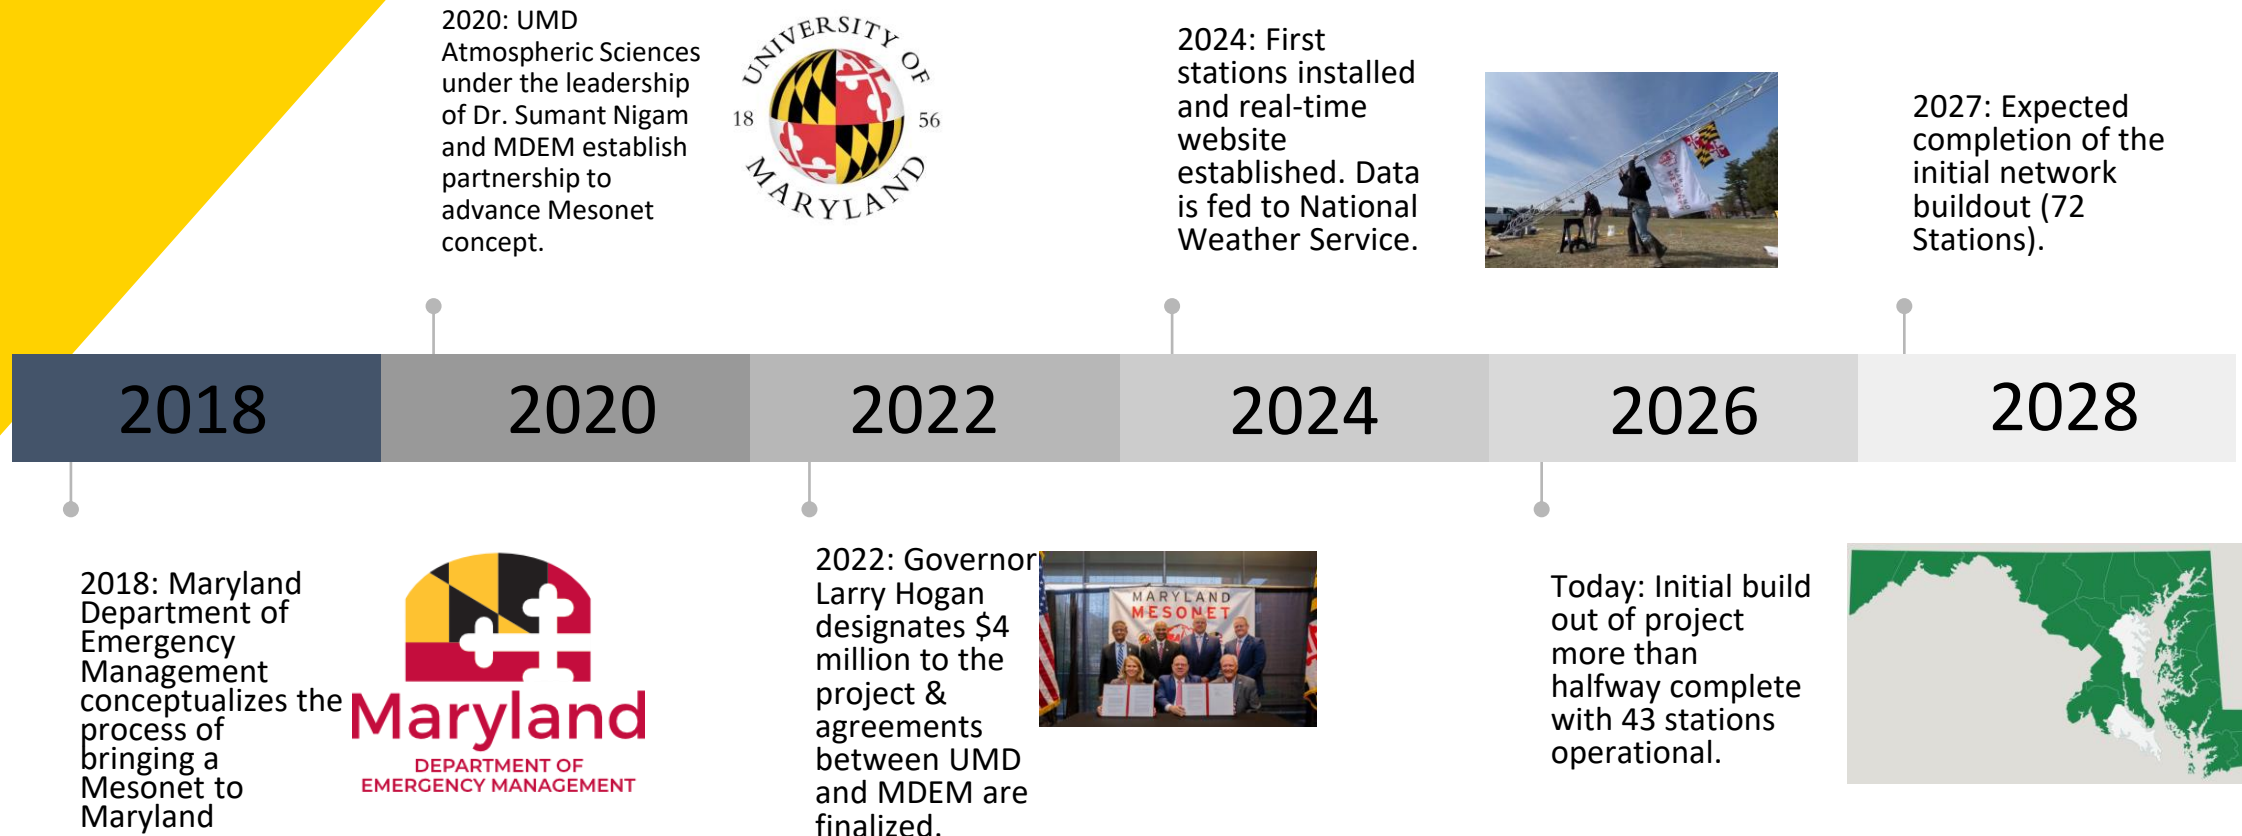 2020: UMD
Atmospheric Sciences
under the leadership
of Dr. Sumant Nigam
and MDEM establish
partnership to
advance Mesonet
concept.
UNIVERSITY OF
18 56
MARYLAND
2024: First
stations installed
and real-time
website
established. Data
is fed to National
Weather Service.
2027: Expected
completion of the
initial network
buildout (72
Stations).
2018 2020 2022 2024 2026 2028
2018: Maryland
Department of
Emergency
Management
conceptualizes the
process of
bringing a
Mesonet to
Maryland
Maryland
DEPARTMENT OF
EMERGENCY MANAGEMENT
2022: Governor
Larry Hogan
designates $4
million to the
project &
agreements
between UMD
and MDEM are
finalized.
MARYLAND
MESONET
Today: Initial build
out of project
more than
halfway complete
with 43 stations
operational.